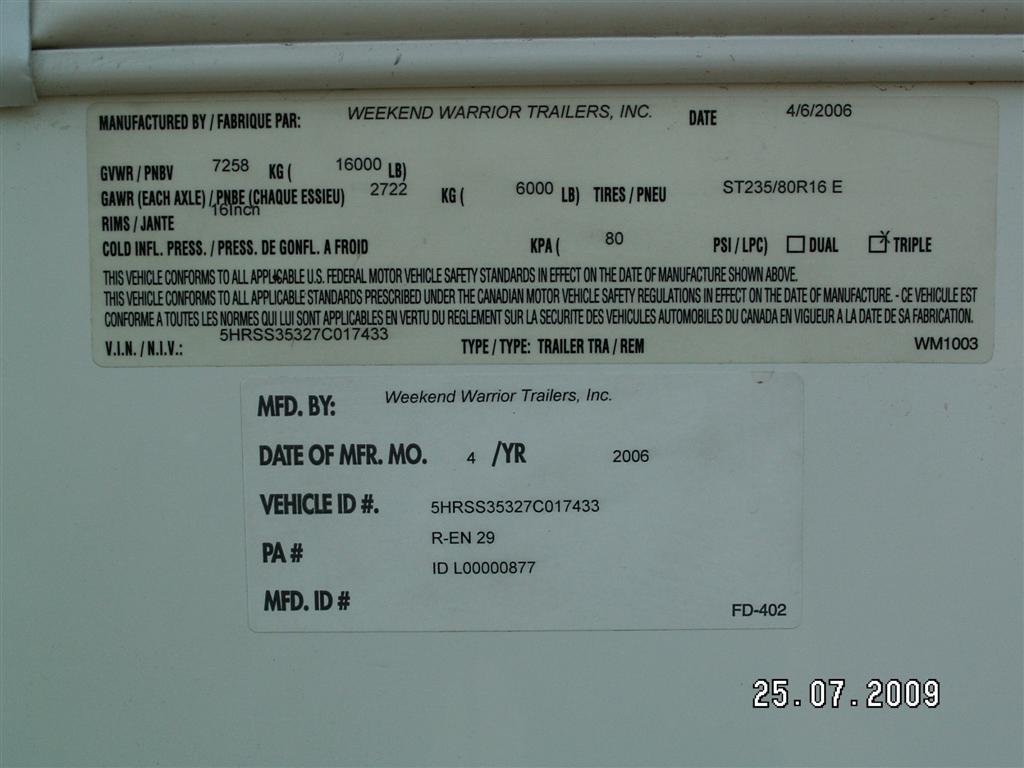 MANUFACTURED BY / FABRIQUE PAR: WEEKEND WARRIOR TRAILERS, INC. DATE 4/6/2006
GVWR / PNBV 7258 KG ( 16000 LB)
GAWR (EACH AXLE) / PNBE (CHAQUE ESSIEU) 2722 KG ( 6000 LB) TIRES / PNEU ST235/80R16 E
RIMS / JANTE 16Inch
COLD INFL. PRESS. / PRESS. DE GONFL. A FROID KPA ( 80 PSI / LPC) DUAL X TRIPLE
THIS VEHICLE CONFORMS TO ALL APPLICABLE U.S. FEDERAL MOTOR VEHICLE SAFETY STANDARDS IN EFFECT ON THE DATE OF MANUFACTURE SHOWN ABOVE.
THIS VEHICLE CONFORMS TO ALL APPLICABLE STANDARDS PRESCRIBED UNDER THE CANADIAN MOTOR VEHICLE SAFETY REGULATIONS IN EFFECT ON THE DATE OF MANUFACTURE. - CE VEHICULE EST
CONFORME A TOUTES LES NORMES QUI LUI SONT APPLICABLES EN VERTU DU REGLEMENT SUR LA SECURITE DES VEHICULES AUTOMOBILES DU CANADA EN VIGUEUR A LA DATE DE SA FABRICATION.
V.I.N. / N.I.V.: 5HRSS35327C017433 TYPE / TYPE: TRAILER TRA / REM WM1003
MFD. BY: Weekend Warrior Trailers, Inc.
DATE OF MFR. MO. 4 /YR 2006
VEHICLE ID #. 5HRSS35327C017433
PA # R-EN 29
ID L00000877
MFD. ID # FD-402
25.07.2009